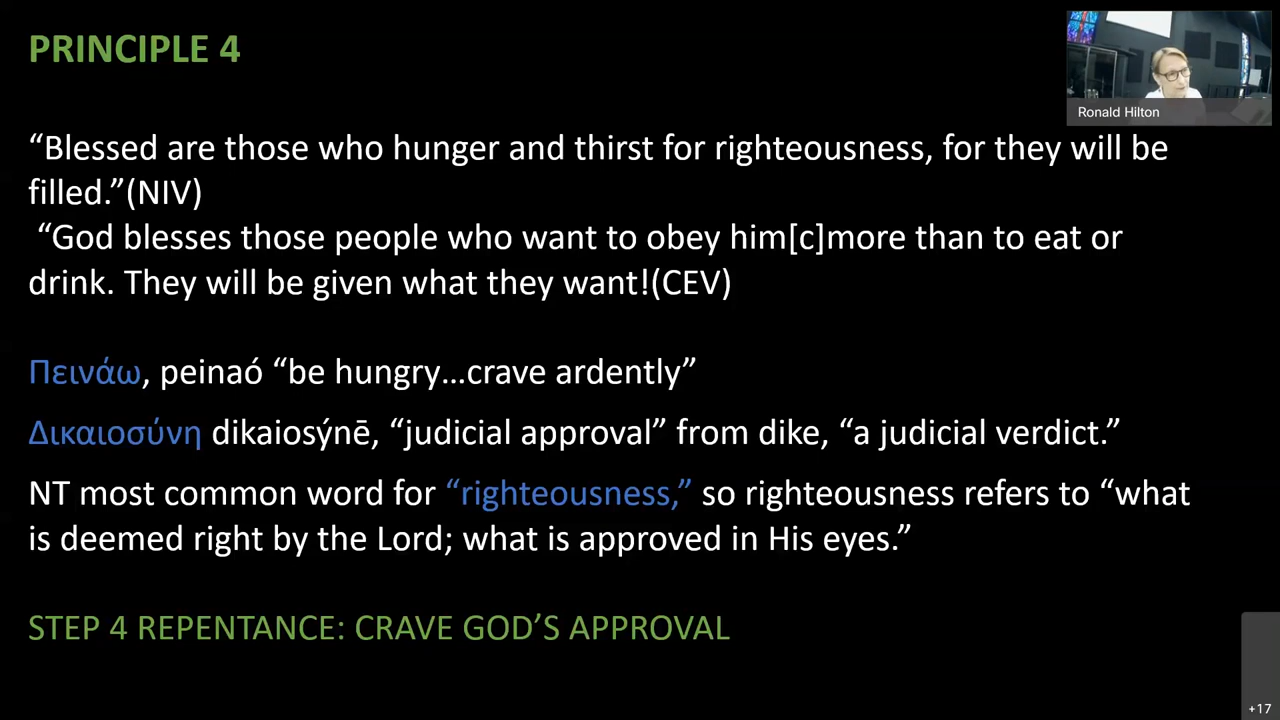 PRINCIPLE 4
Ronald Hilton
“Blessed are those who hunger and thirst for righteousness, for they will be
filled.”(NIV)
“God blesses those people who want to obey him[c]more than to eat or
drink. They will be given what they want!(CEV)
Πεινάω, peinaó “be hungry…crave ardently”
Δικαιοσύνη dikaiosýnē, “judicial approval” from dike, “a judicial verdict.”
NT most common word for “righteousness,” so righteousness refers to “what
is deemed right by the Lord; what is approved in His eyes.”
STEP 4 REPENTANCE: CRAVE GOD’S APPROVAL
+17